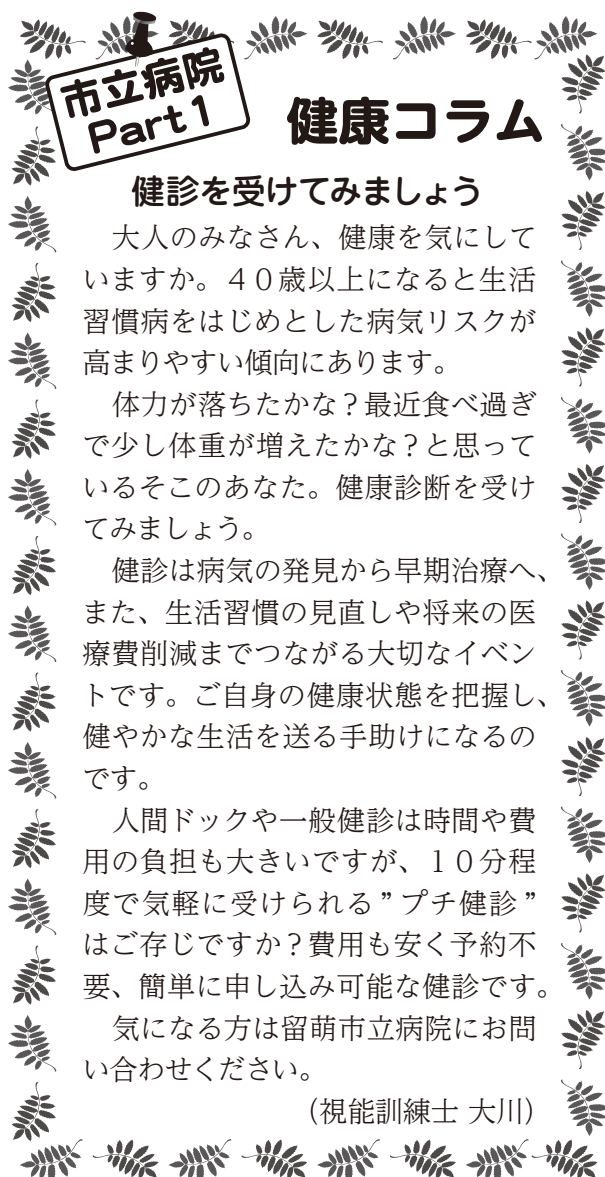 市立病院
Part1
健康コラム
健診を受けてみましょう
　大人のみなさん、健康を気にして
いますか。４０歳以上になると生活
習慣病をはじめとした病気リスクが
高まりやすい傾向にあります。
　体力が落ちたかな？最近食べ過ぎ
で少し体重が増えたかな？と思って
いるそこのあなた。健康診断を受け
てみましょう。
　健診は病気の発見から早期治療へ、
また、生活習慣の見直しや将来の医
療費削減までつながる大切なイベン
トです。ご自身の健康状態を把握し、
健やかな生活を送る手助けになるの
です。
　人間ドックや一般健診は時間や費
用の負担も大きいですが、１０分程
度で気軽に受けられる”プチ健診”
はご存じですか？費用も安く予約不
要、簡単に申し込み可能な健診です。
　気になる方は留萌市立病院にお問
い合わせください。
（視能訓練士 大川）